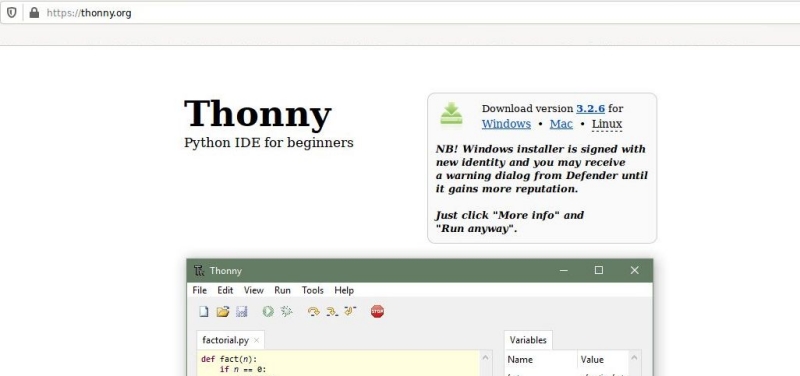 https://thonny.org
Thonny
Python IDE for beginners
Download version 3.2.6 for
Windows • Mac • Linux
NB! Windows installer is signed with
new identity and you may receive
a warning dialog from Defender until
it gains more reputation.
Just click "More info" and
"Run anyway".
Thonny
File Edit View Run Tools Help
STOP
factorial.py
Variables
def fact(n):
if n == 0:
Name Value